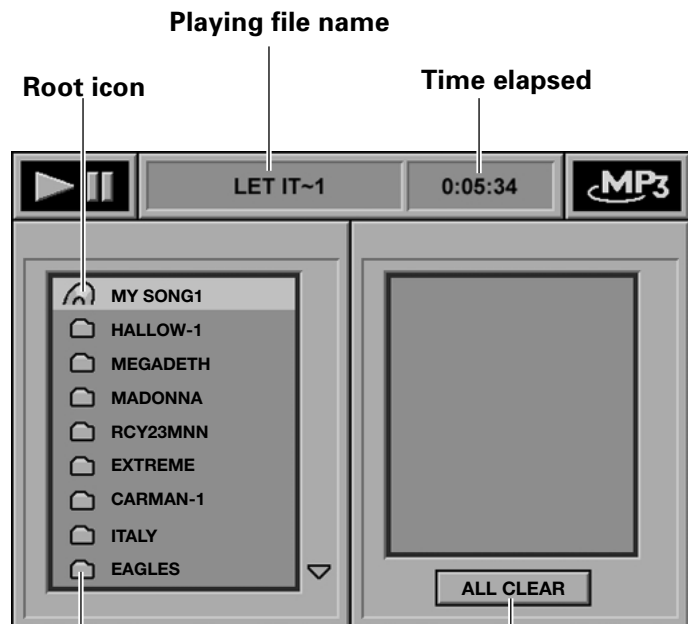 Playing file name
Root icon
Time elapsed
LET IT~1
0:05:34
MP3
MY SONG1
HALLOW-1
MEGADETH
MADONNA
RCY23MNN
EXTREME
CARMAN-1
ITALY
EAGLES
ALL CLEAR